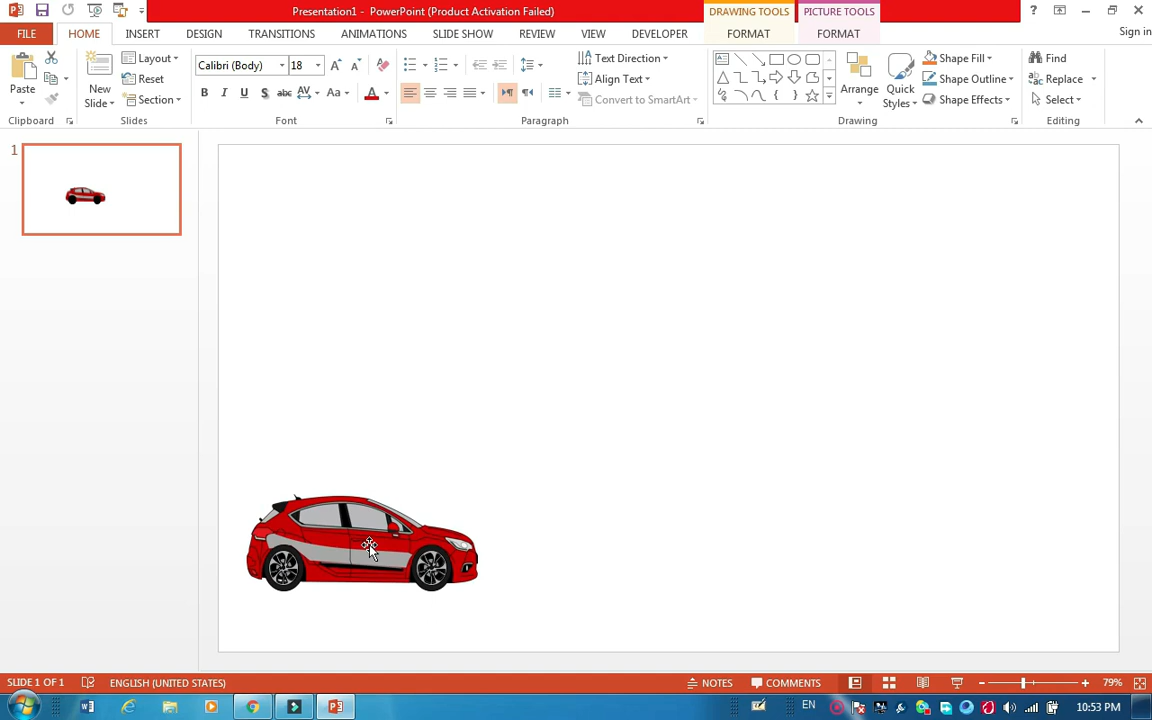 Presentation1 - PowerPoint (Product Activation Failed)
DRAWING TOOLS
PICTURE TOOLS
?
FILE
HOME
INSERT
DESIGN
TRANSITIONS
ANIMATIONS
SLIDE SHOW
REVIEW
VIEW
DEVELOPER
FORMAT
FORMAT
Sign in
Paste
Clipboard
New
Slide
Layout
Reset
Section
Slides
Calibri (Body)
18
B I U S abc AV Aa A
Font
Text Direction
Align Text
Convert to SmartArt
Paragraph
Arrange
Quick
Styles
Shape Fill
Shape Outline
Shape Effects
Drawing
Find
Replace
Select
Editing
1
SLIDE 1 OF 1
ENGLISH (UNITED STATES)
NOTES
COMMENTS
79%
EN
10:53 PM